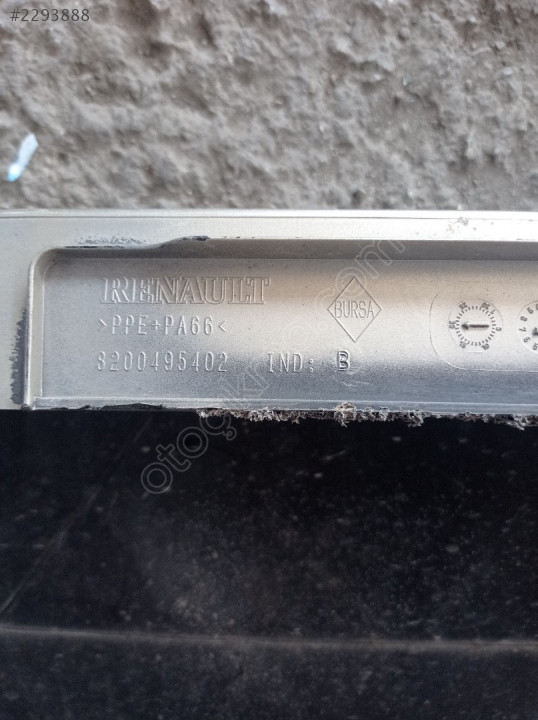 #2293888
RENAULT
>PPE+PA66<
BURSA
8200495402 IND: B